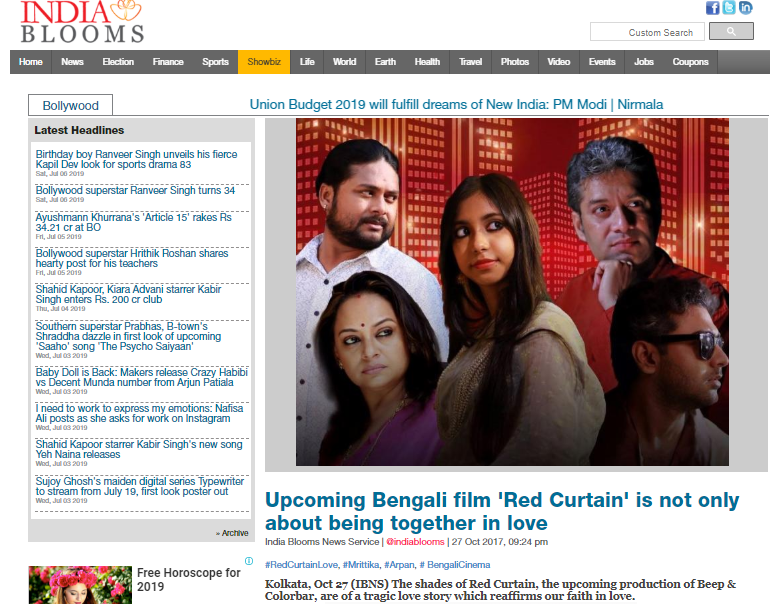 INDIA
BLOOMS
Custom Search
Home News Election Finance Sports Showbiz Life World Earth Health Travel Photos Video Events Jobs Coupons
Bollywood
Union Budget 2019 will fulfill dreams of New India: PM Modi | Nirmala
Latest Headlines
Birthday boy Ranveer Singh unveils his fierce
Kapil Dev look for sports drama 83
Sat, Jul 06 2019
Bollywood superstar Ranveer Singh turns 34
Sat, Jul 06 2019
Ayushmann Khurrana's 'Article 15' rakes Rs
34.21 cr at BO
Fri, Jul 05 2019
Bollywood superstar Hrithik Roshan shares
hearty post for his teachers
Fri, Jul 05 2019
Shahid Kapoor, Kiara Advani starrer Kabir
Singh enters Rs. 200 cr club
Thu, Jul 04 2019
Southern superstar Prabhas, B-town's
Shraddha dazzle in first look of upcoming
'Saaho' song 'The Psycho Saiyaan'
Wed, Jul 03 2019
Baby Doll is Back: Makers release Crazy Habibi
vs Decent Munda number from Arjun Patiala
Wed, Jul 03 2019
I need to work to express my emotions: Nafisa
Ali posts as she asks for work on Instagram
Wed, Jul 03 2019
Shahid Kapoor starrer Kabir Singh's new song
Yeh Naina releases
Wed, Jul 03 2019
Sujoy Ghosh's maiden digital series Typewriter
to stream from July 19, first look poster out
Wed, Jul 03 2019
» Archive
Free Horoscope for
2019
Upcoming Bengali film 'Red Curtain' is not only
about being together in love
India Blooms News Service | @indiablooms | 27 Oct 2017, 09:24 pm
#RedCurtainLove, #Mrittika, #Arpan, # BengaliCinema
Kolkata, Oct 27 (IBNS) The shades of Red Curtain, the upcoming production of Beep &
Colorbar, are of a tragic love story which reaffirms our faith in love.